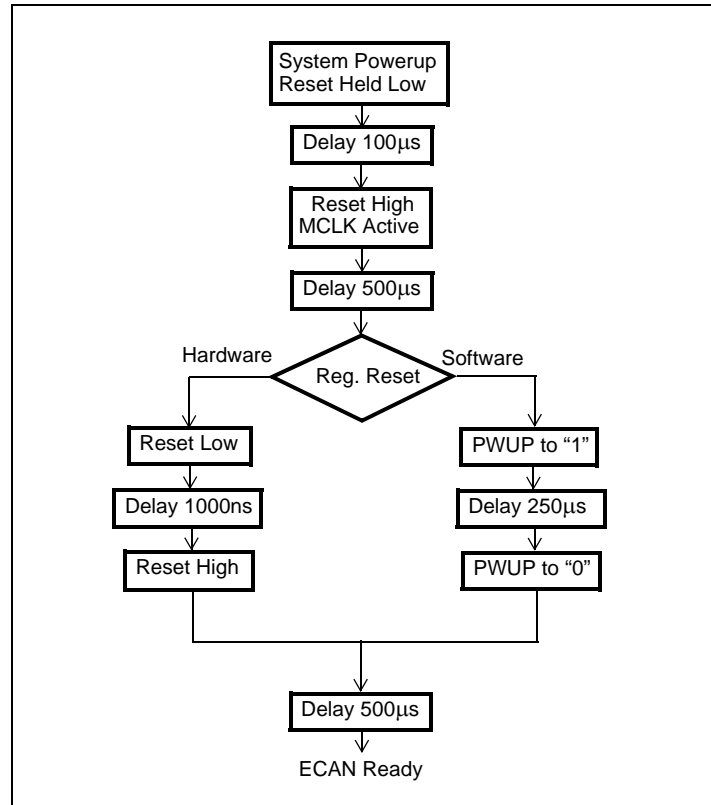 System Powerup
Reset Held Low
Delay 100μs
Reset High
MCLK Active
Delay 500μs
Hardware
Software
Reg. Reset
Reset Low
PWUP to “1”
Delay 1000ns
Delay 250μs
Reset High
PWUP to “0”
Delay 500μs
ECAN Ready